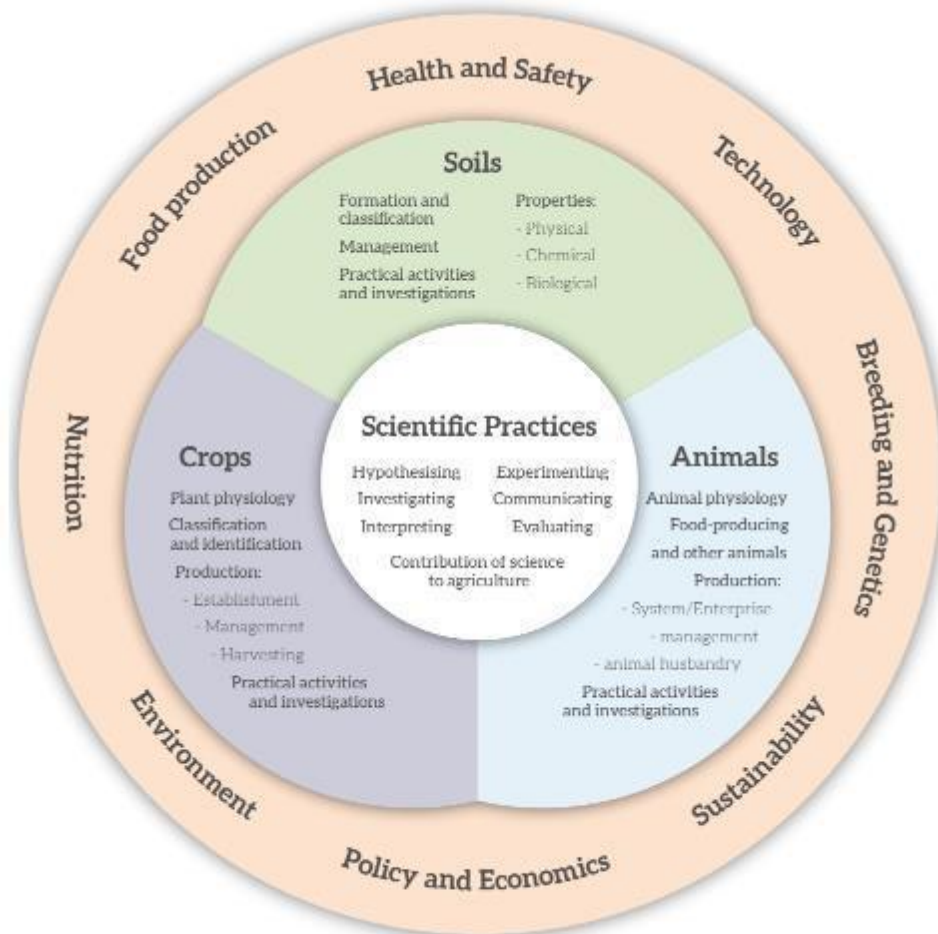 Health and Safety
Technology
Breeding and Genetics
Sustainability
Policy and Economics
Environment
Nutrition
Food production
Soils
Formation and
classification
Management
Practical activities
and investigations
Properties:
- Physical
- Chemical
- Biological
Scientific Practices
Hypothesising
Investigating
Interpreting
Experimenting
Communicating
Evaluating
Contribution of science
to agriculture
Crops
Plant physiology
Classification
and identification
Production:
- Establishment
- Management
- Harvesting
Practical activities
and investigations
Animals
Animal physiology
Food-producing
and other animals
Production:
- System/Enterprise
- management
- animal husbandry
Practical activities
and investigations